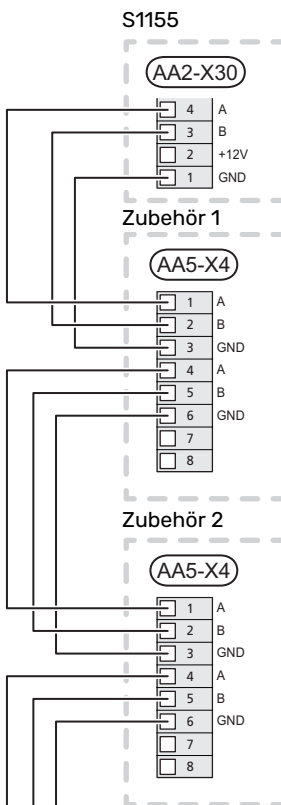 S1155
AA2-X30
4 A
3 B
2 +12V
1 GND
Zubehör 1
AA5-X4
1 A
2 B
3 GND
4 A
5 B
6 GND
7
8
Zubehör 2
AA5-X4
1 A
2 B
3 GND
4 A
5 B
6 GND
7
8